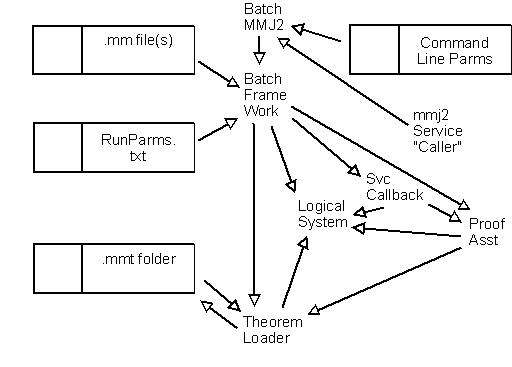 Batch
MMJ2
.mm file(s)
Command
Line Parms
Batch
Frame
Work
mmj2
Service
"Caller"
RunParms.
txt
Svc
Callback
Logical
System
Proof
Asst
.mmt folder
Theorem
Loader